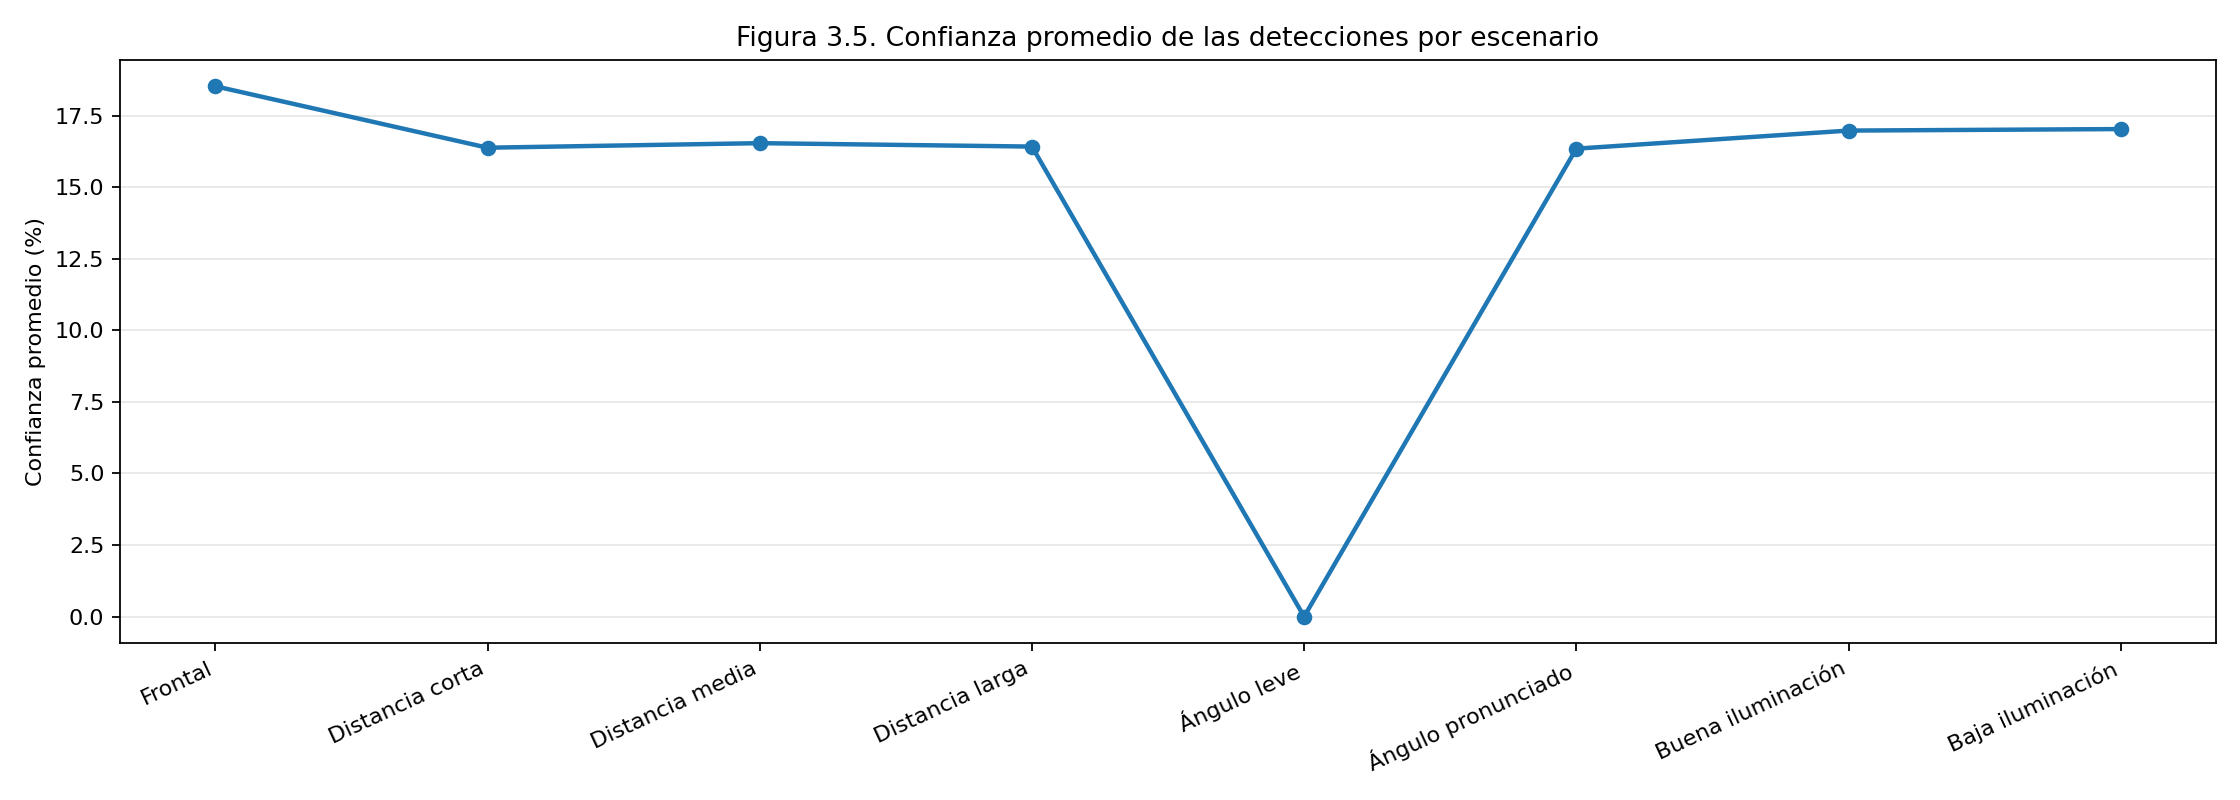 Figura 3.5. Confianza promedio de las detecciones por escenario
Confianza promedio (%)
17.5
15.0
12.5
10.0
7.5
5.0
2.5
0.0
Frontal
Distancia corta
Distancia media
Distancia larga
Ángulo leve
Ángulo pronunciado
Buena iluminación
Baja iluminación